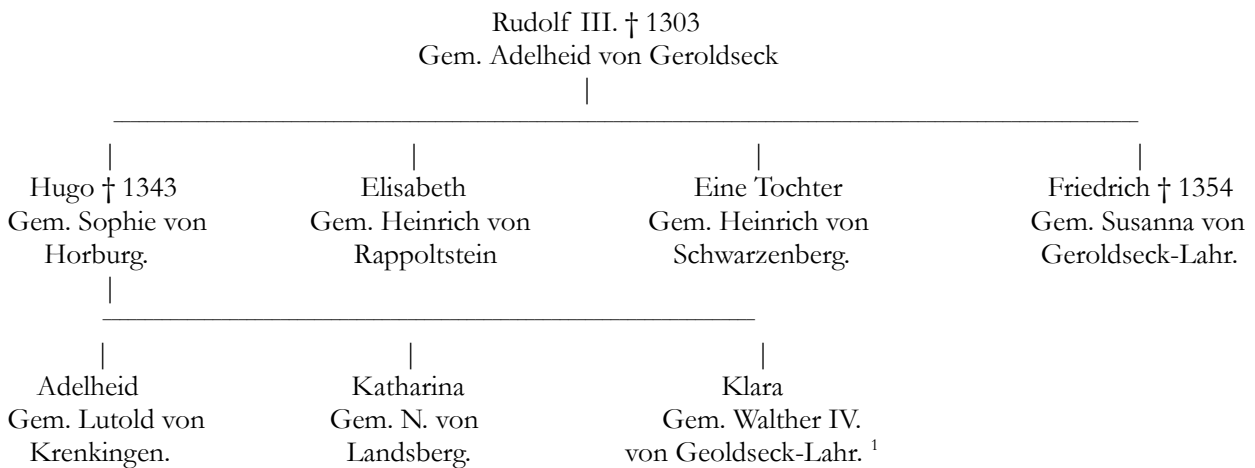 Rudolf III. † 1303
Gem. Adelheid von Geroldseck
Hugo † 1343
Gem. Sophie von
Horburg.
Elisabeth
Gem. Heinrich von
Rappoltstein
Eine Tochter
Gem. Heinrich von
Schwarzenberg.
Friedrich † 1354
Gem. Susanna von
Geroldseck-Lahr.
Adelheid
Gem. Lutold von
Krenkingen.
Katharina
Gem. N. von
Landsberg.
Klara
Gem. Walther IV.
von Geoldseck-Lahr. 1